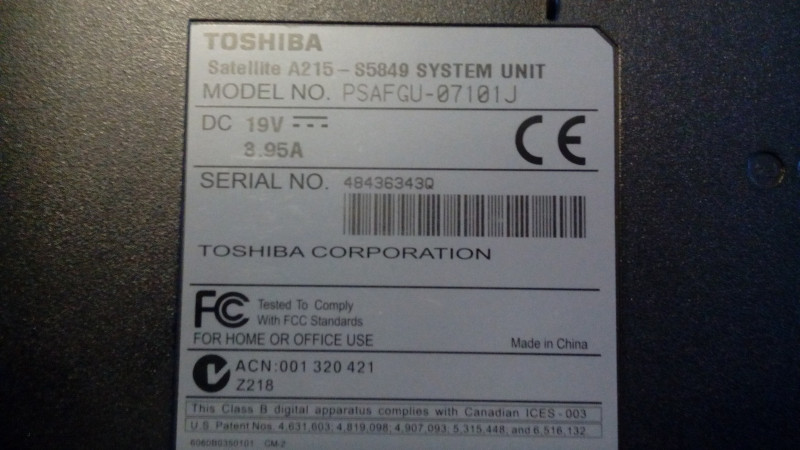 TOSHIBA
Satellite A215-S5849 SYSTEM UNIT
MODEL NO. PSAFGU-07101J
DC 19V
3.95A
CE
SERIAL NO. 48436343Q
TOSHIBA CORPORATION
FC Tested To Comply
With FCC Standards
FOR HOME OR OFFICE USE
Made in China
ACN:001 320 421
Z218
This Class B digital apparatus complies with Canadian ICES-003
U.S. Patent Nos. 4,631,603; 4,819,098; 4,907,093; 5,315,448; and 6,516,132
6060B0350101 GM-2